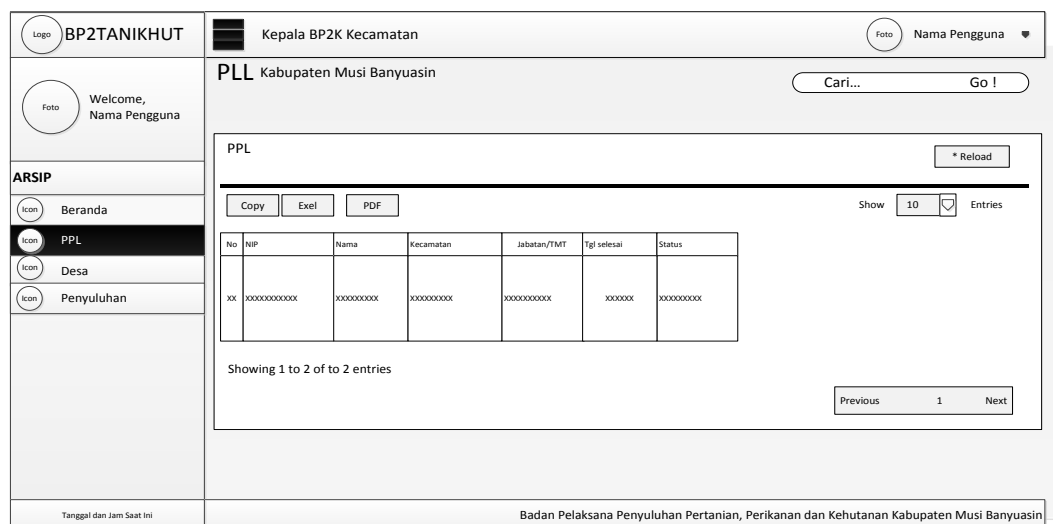 Logo BP2TANIKHUT
Kepala BP2K Kecamatan
Foto Nama Pengguna
Foto
Welcome,
Nama Pengguna
ARSIP
Icon Beranda
Icon PPL
Icon Desa
Icon Penyuluhan
PLL Kabupaten Musi Banyuasin
Cari... Go !
PPL
* Reload
Copy Exel PDF
Show 10 Entries
No NIP Nama Kecamatan Jabatan/TMT Tgl selesai Status
xx xxxxxxxxxxx xxxxxxxxx xxxxxxxxx xxxxxxxxxx xxxxxx xxxxxxxxx
Showing 1 to 2 of to 2 entries
Previous 1 Next
Tanggal dan Jam Saat Ini
Badan Pelaksana Penyuluhan Pertanian, Perikanan dan Kehutanan Kabupaten Musi Banyuasin